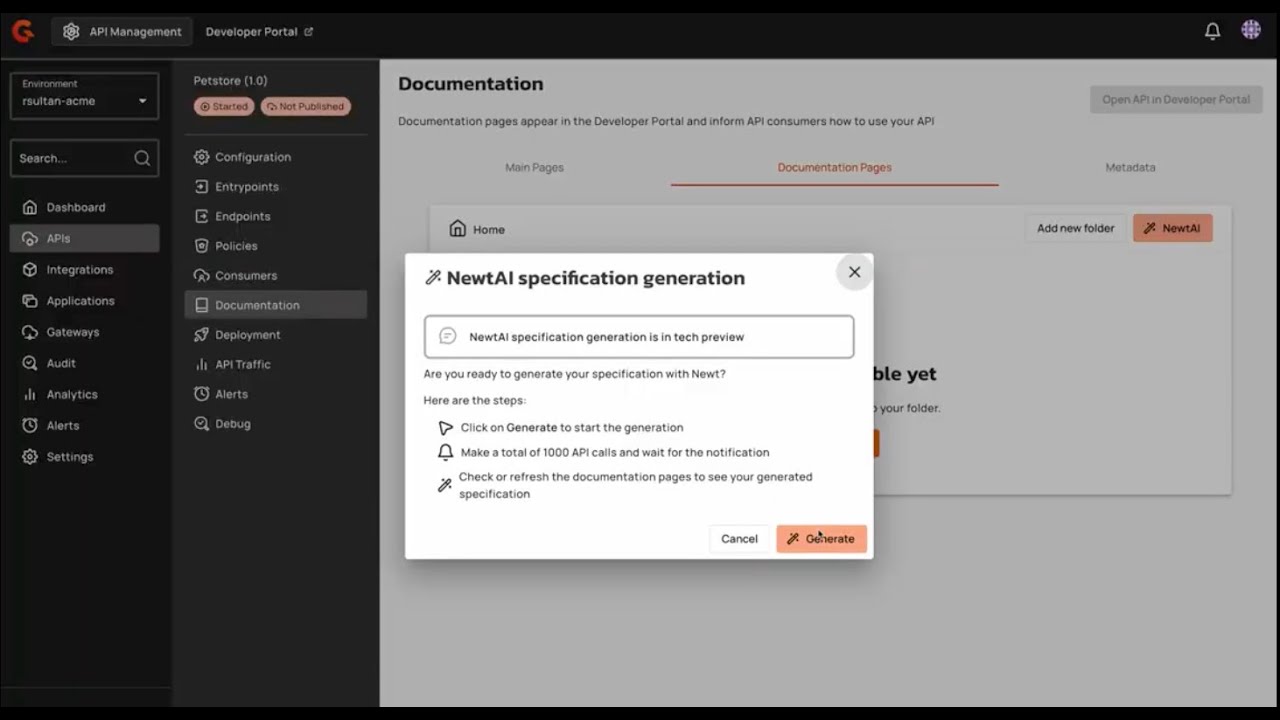 API Management
Developer Portal
Environment
rsultan-acme
Search...
Dashboard
APIs
Integrations
Applications
Gateways
Audit
Analytics
Alerts
Settings
Petstore (1.0)
Started
Not Published
Configuration
Entrypoints
Endpoints
Policies
Consumers
Documentation
Deployment
API Traffic
Alerts
Debug
Documentation
Open API in Developer Portal
Documentation pages appear in the Developer Portal and inform API consumers how to use your API
Main Pages
Documentation Pages
Metadata
Home
Add new folder
NewtAI
NewtAI specification generation
NewtAI specification generation is in tech preview
Are you ready to generate your specification with Newt?
Here are the steps:
Click on Generate to start the generation
Make a total of 1000 API calls and wait for the notification
Check or refresh the documentation pages to see your generated
specification
Cancel
Generate
ble yet
your folder.